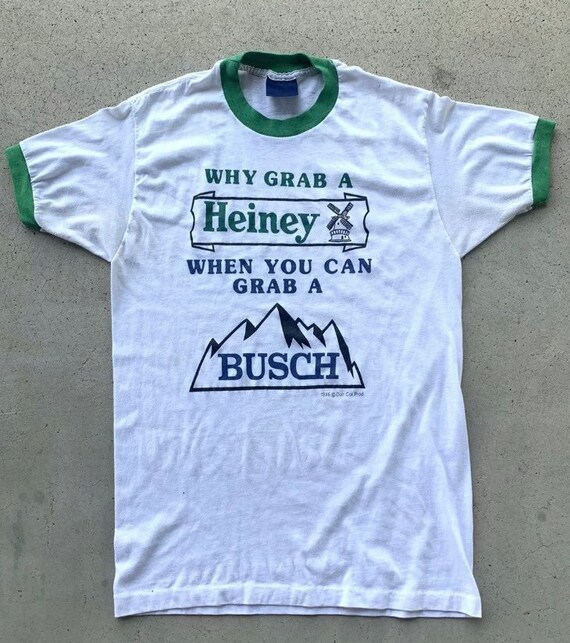 WHY GRAB A
Heiney
WHEN YOU CAN
GRAB A
BUSCH